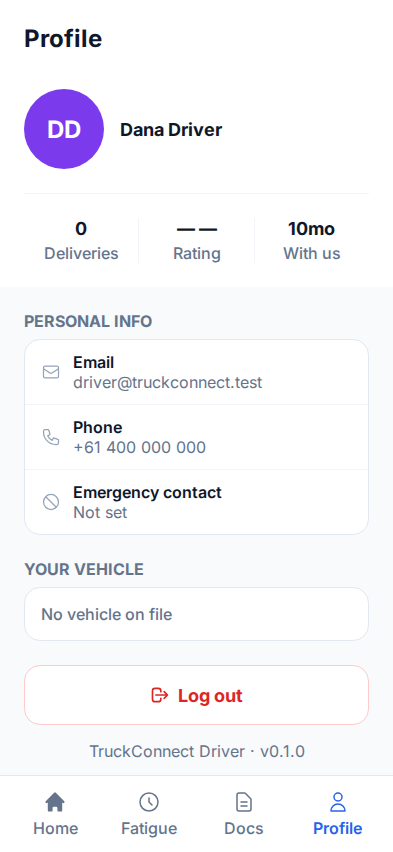 Profile
DD
Dana Driver
0
Deliveries
——
Rating
10mo
With us
PERSONAL INFO
Email
driver@truckconnect.test
Phone
+61 400 000 000
Emergency contact
Not set
YOUR VEHICLE
No vehicle on file
Log out
TruckConnect Driver · v0.1.0
Home
Fatigue
Docs
Profile